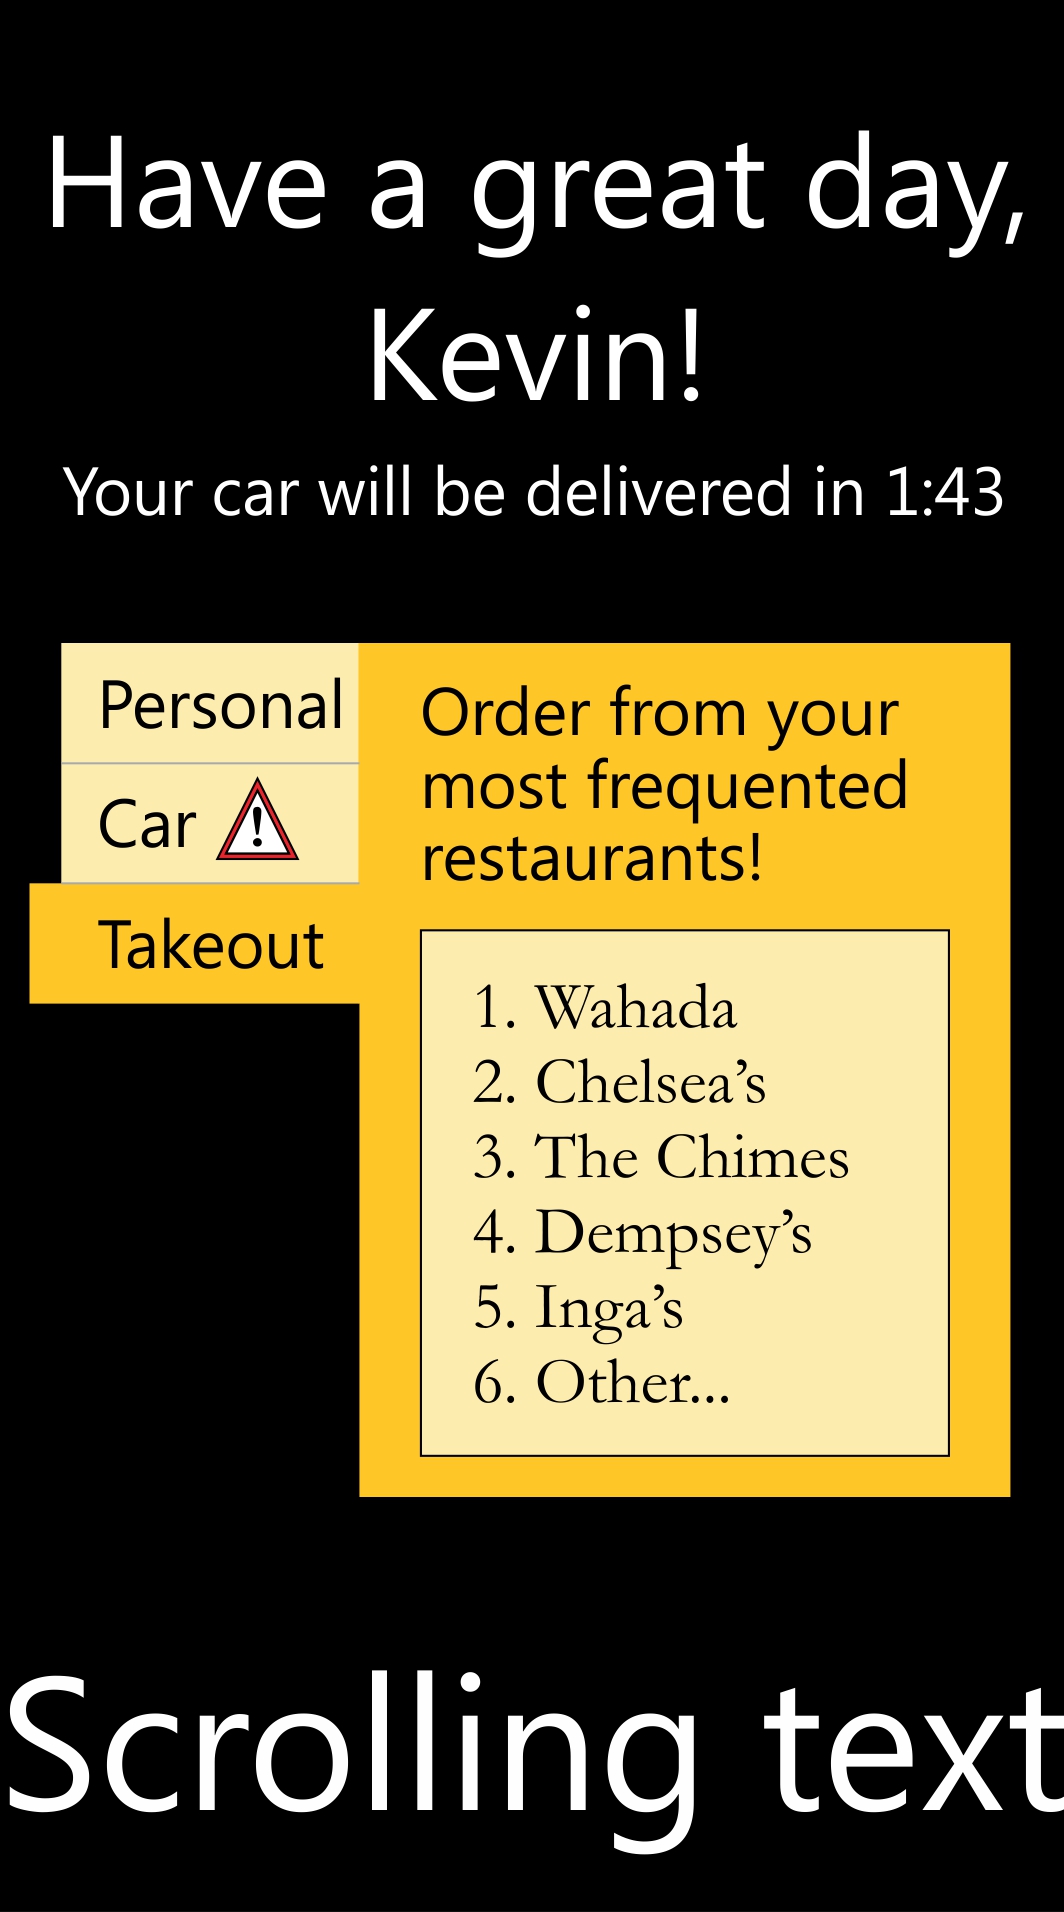 Have a great day,
Kevin!
Your car will be delivered in 1:43
Personal
Car !
Takeout
Order from your
most frequented
restaurants!
1. Wahada
2. Chelsea’s
3. The Chimes
4. Dempsey’s
5. Inga’s
6. Other...
Scrolling text